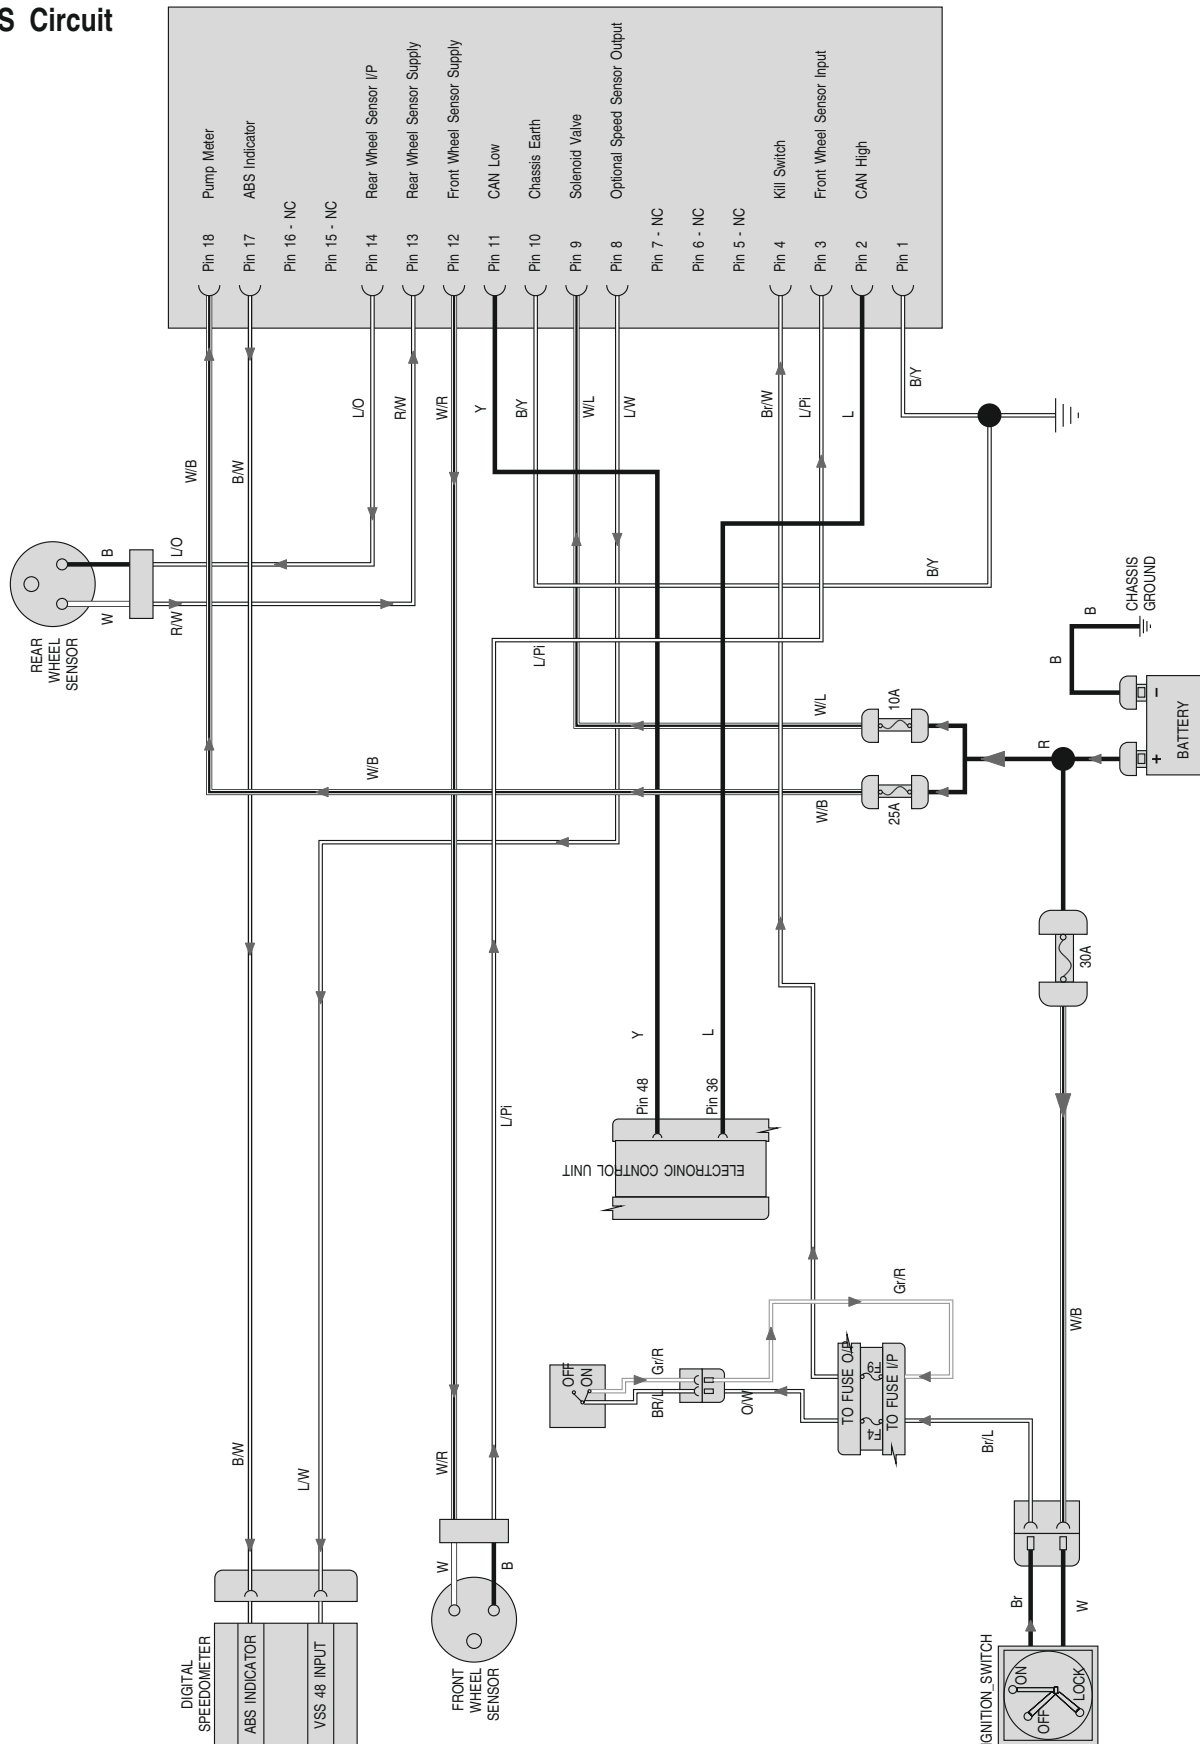 S Circuit
Pin 18 Pump Meter
Pin 17 ABS Indicator
Pin 16 - NC
Pin 15 - NC
Pin 14 Rear Wheel Sensor I/P
Pin 13 Rear Wheel Sensor Supply
Pin 12 Front Wheel Sensor Supply
Pin 11 CAN Low
Pin 10 Chassis Earth
Pin 9 Solenoid Valve
Pin 8 Optional Speed Sensor Output
Pin 7 - NC
Pin 6 - NC
Pin 5 - NC
Pin 4 Kill Switch
Pin 3 Front Wheel Sensor Input
Pin 2 CAN High
Pin 1
W/B
B/W
L/O
R/W
W/R
Y
B/Y
W/L
L/W
Br/W
L/Pi
L
B/Y
B
L/O
W
R/W
REAR
WHEEL
SENSOR
L/Pi
B/Y
B
B
CHASSIS
GROUND
W/L
10A
W/B
W/B
25A
R
+
-
BATTERY
30A
Y
L
Pin 48
Pin 36
ELECTRONIC CONTROL UNIT
L/Pi
Gr/R
W/B
OFF
ON
Gr/R
BR/L
O/W
TO FUSE O/P
F9
F4
TO FUSE I/P
Br/L
B/W
L/W
W/R
W
B
Br
W
DIGITAL
SPEEDOMETER
ABS INDICATOR
VSS 48 INPUT
FRONT
WHEEL
SENSOR
IGNITION_SWITCH
ON
OFF
LOCK